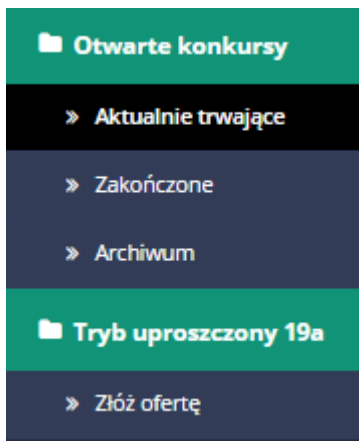 Otwarte konkursy
» Aktualnie trwające
» Zakończone
» Archiwum
Tryb uproszczony 19a
» Złóż ofertę